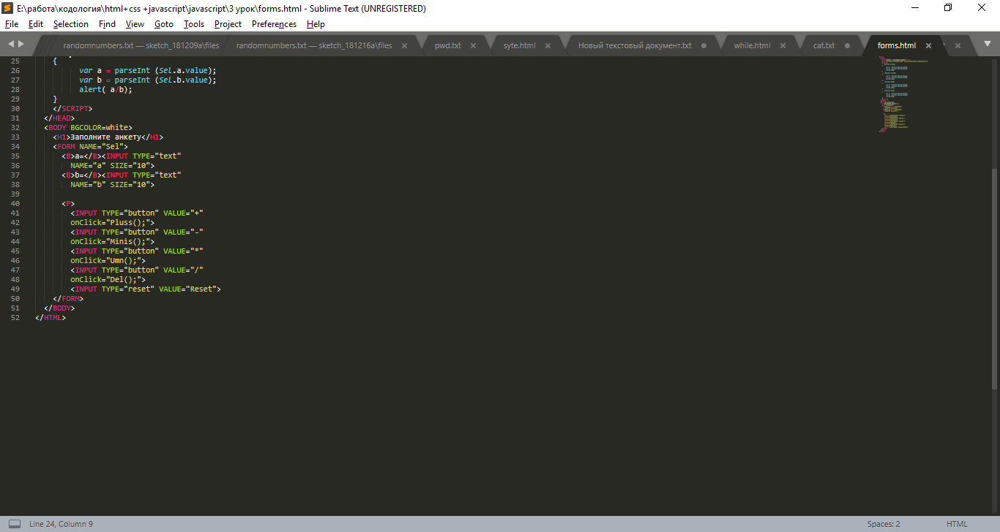 E:\работа\кодология\html+css +javascript\javascript\3 урок\forms.html - Sublime Text (UNREGISTERED)
File Edit Selection Find View Goto Tools Project Preferences Help
randomnumbers.txt — sketch_181209a\files randomnumbers.txt — sketch_181216a\files pwd.txt syte.html Новый текстовый документ.txt while.html cat.txt forms.html
25 {
26 var a = parseInt (Sel.a.value);
27 var b = parseInt (Sel.b.value);
28 alert( a/b);
29 }
30 </SCRIPT>
31 </HEAD>
32 <BODY BGCOLOR=white>
33 <H1>Заполните анкету</H1>
34 <FORM NAME="Sel">
35 <B>a=</B><INPUT TYPE="text"
36 NAME="a" SIZE="10">
37 <B>b=</B><INPUT TYPE="text"
38 NAME="b" SIZE="10">
39
40 <P>
41 <INPUT TYPE="button" VALUE="+"
42 onClick="Pluss();">
43 <INPUT TYPE="button" VALUE="-"
44 onClick="Minis();">
45 <INPUT TYPE="button" VALUE="*"
46 onClick="Umn();">
47 <INPUT TYPE="button" VALUE="/"
48 onClick="Del();">
49 <INPUT TYPE="reset" VALUE="Reset">
50 </FORM>
51 </BODY>
52 </HTML>
Line 24, Column 9 Spaces: 2 HTML